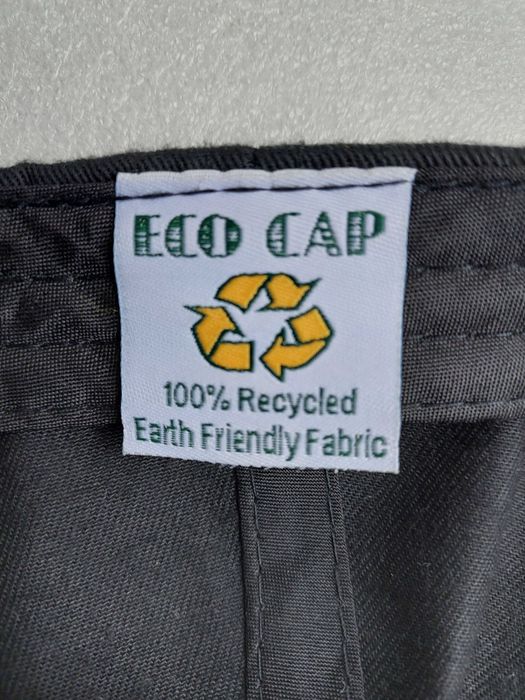 ECO CAP
100% Recycled
Earth Friendly Fabric